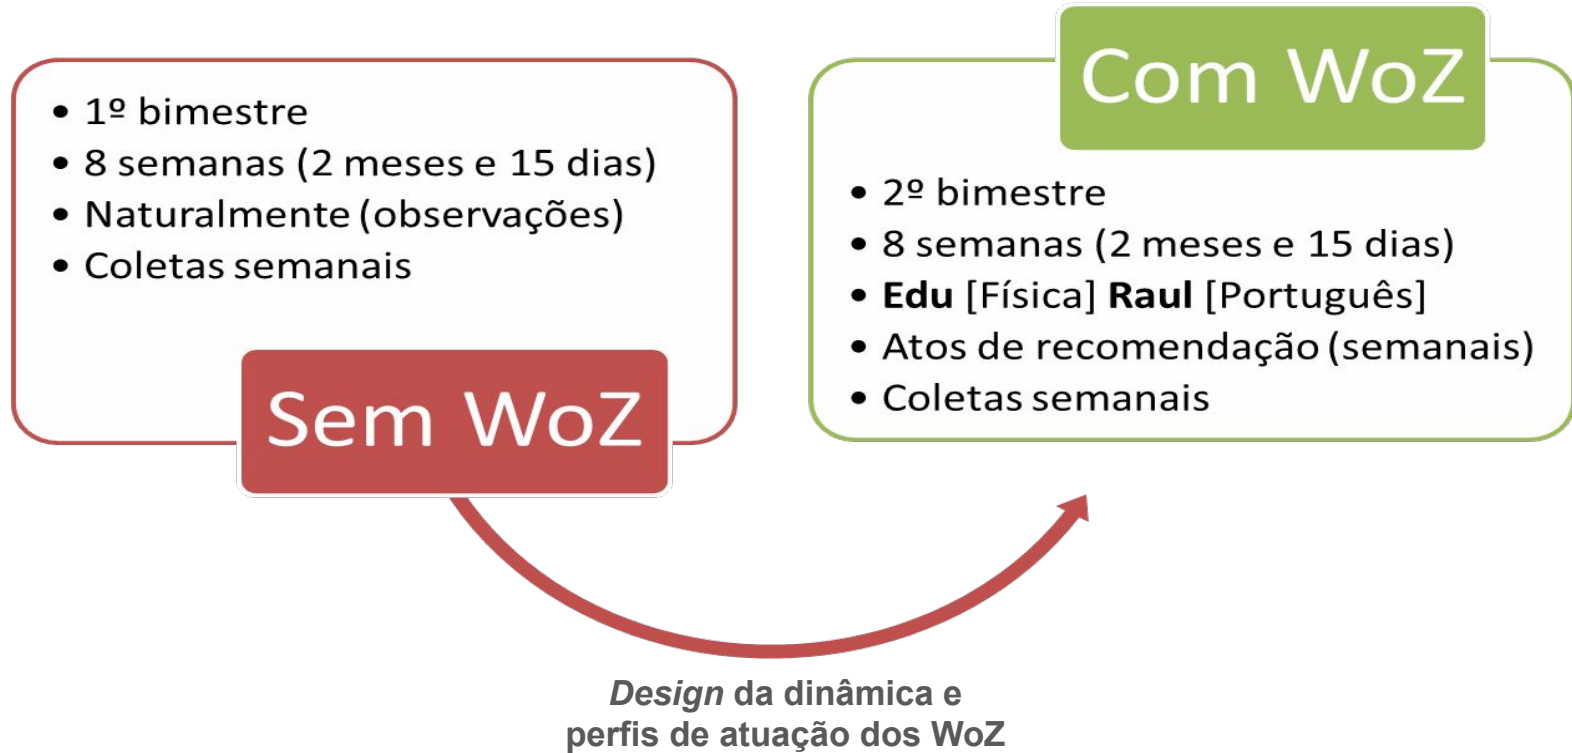 • 1º bimestre
• 8 semanas (2 meses e 15 dias)
• Naturalmente (observações)
• Coletas semanais
Sem WoZ
Com WoZ
• 2º bimestre
• 8 semanas (2 meses e 15 dias)
• Edu [Física] Raul [Português]
• Atos de recomendação (semanais)
• Coletas semanais
Design da dinâmica e
perfis de atuação dos WoZ